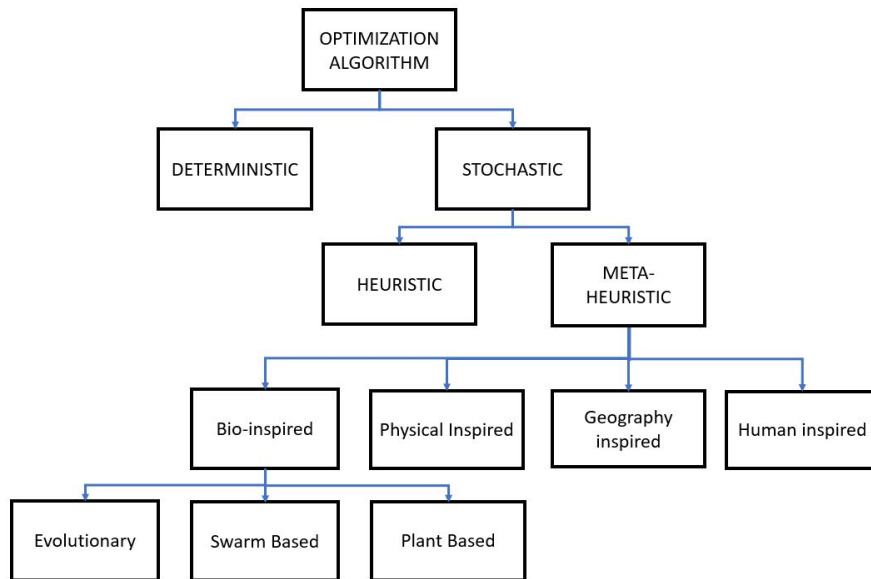 OPTIMIZATION
ALGORITHM
DETERMINISTIC
STOCHASTIC
HEURISTIC
META-
HEURISTIC
Bio-inspired
Physical Inspired
Geography
inspired
Human inspired
Evolutionary
Swarm Based
Plant Based